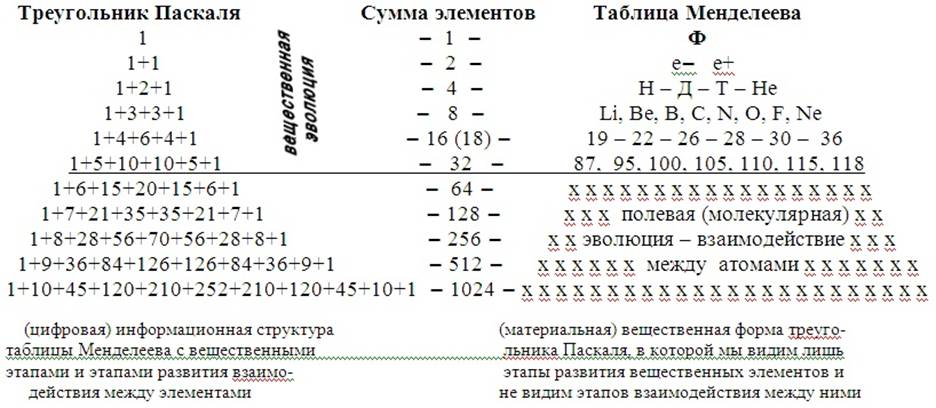 Треугольник Паскаля Сумма элементов Таблица Менделеева
1 – 1 – Ф
1+1 – 2 – е– е+
1+2+1 – 4 – Н – Д – Т – Не
1+3+3+1 – 8 – Li, Be, B, C, N, O, F, Ne
1+4+6+4+1 – 16 (18) – 19 – 22 – 26 – 28 – 30 – 36
1+5+10+10+5+1 – 32 – 87, 95, 100, 105, 110, 115, 118
вещественная
эволюция
1+6+15+20+15+6+1 – 64 – х х х х х х х х х х х х х х х х х х
1+7+21+35+35+21+7+1 – 128 – х х х полевая (молекулярная) х х
1+8+28+56+70+56+28+8+1 – 256 – х х эволюция – взаимодействие х х х
1+9+36+84+126+126+84+36+9+1 – 512 – х х х х х х между атомами х х х х х х х
1+10+45+120+210+252+210+120+45+10+1 – 1024 – х х х х х х х х х х х х х х х х х х х х х х х х
(цифровая) информационная структура
таблицы Менделеева с вещественными
этапами и этапами развития взаимо-
действия между элементами
(материальная) вещественная форма треуго-
льника Паскаля, в которой мы видим лишь
этапы развития вещественных элементов и
не видим этапов взаимодействия между ними